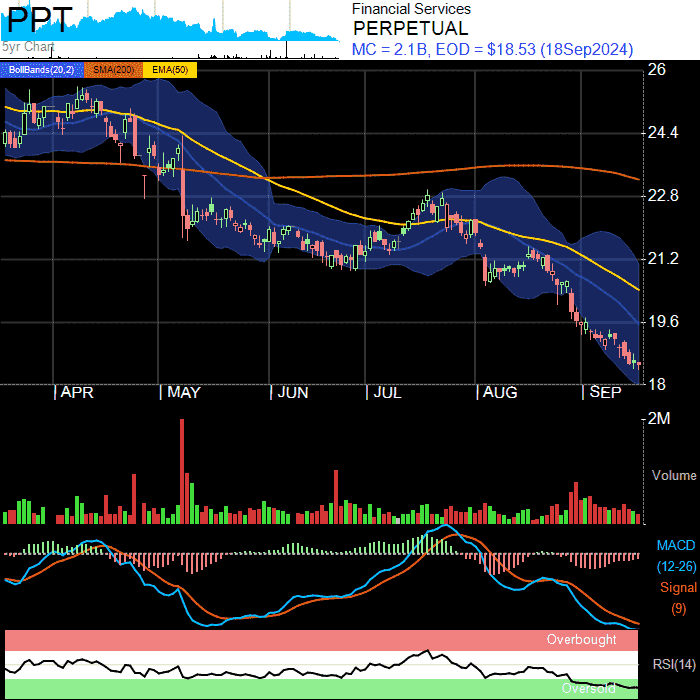 PPT
Financial Services
PERPETUAL
5yr Chart
MC = 2.1B, EOD = $18.53 (18Sep2024)
BollBands(20,2) SMA(200) EMA(50)
26
24.4
22.8
21.2
19.6
18
APR MAY JUN JUL AUG SEP
2M
Volume
MACD
(12-26)
Signal
(9)
Overbought
RSI(14)
Oversold